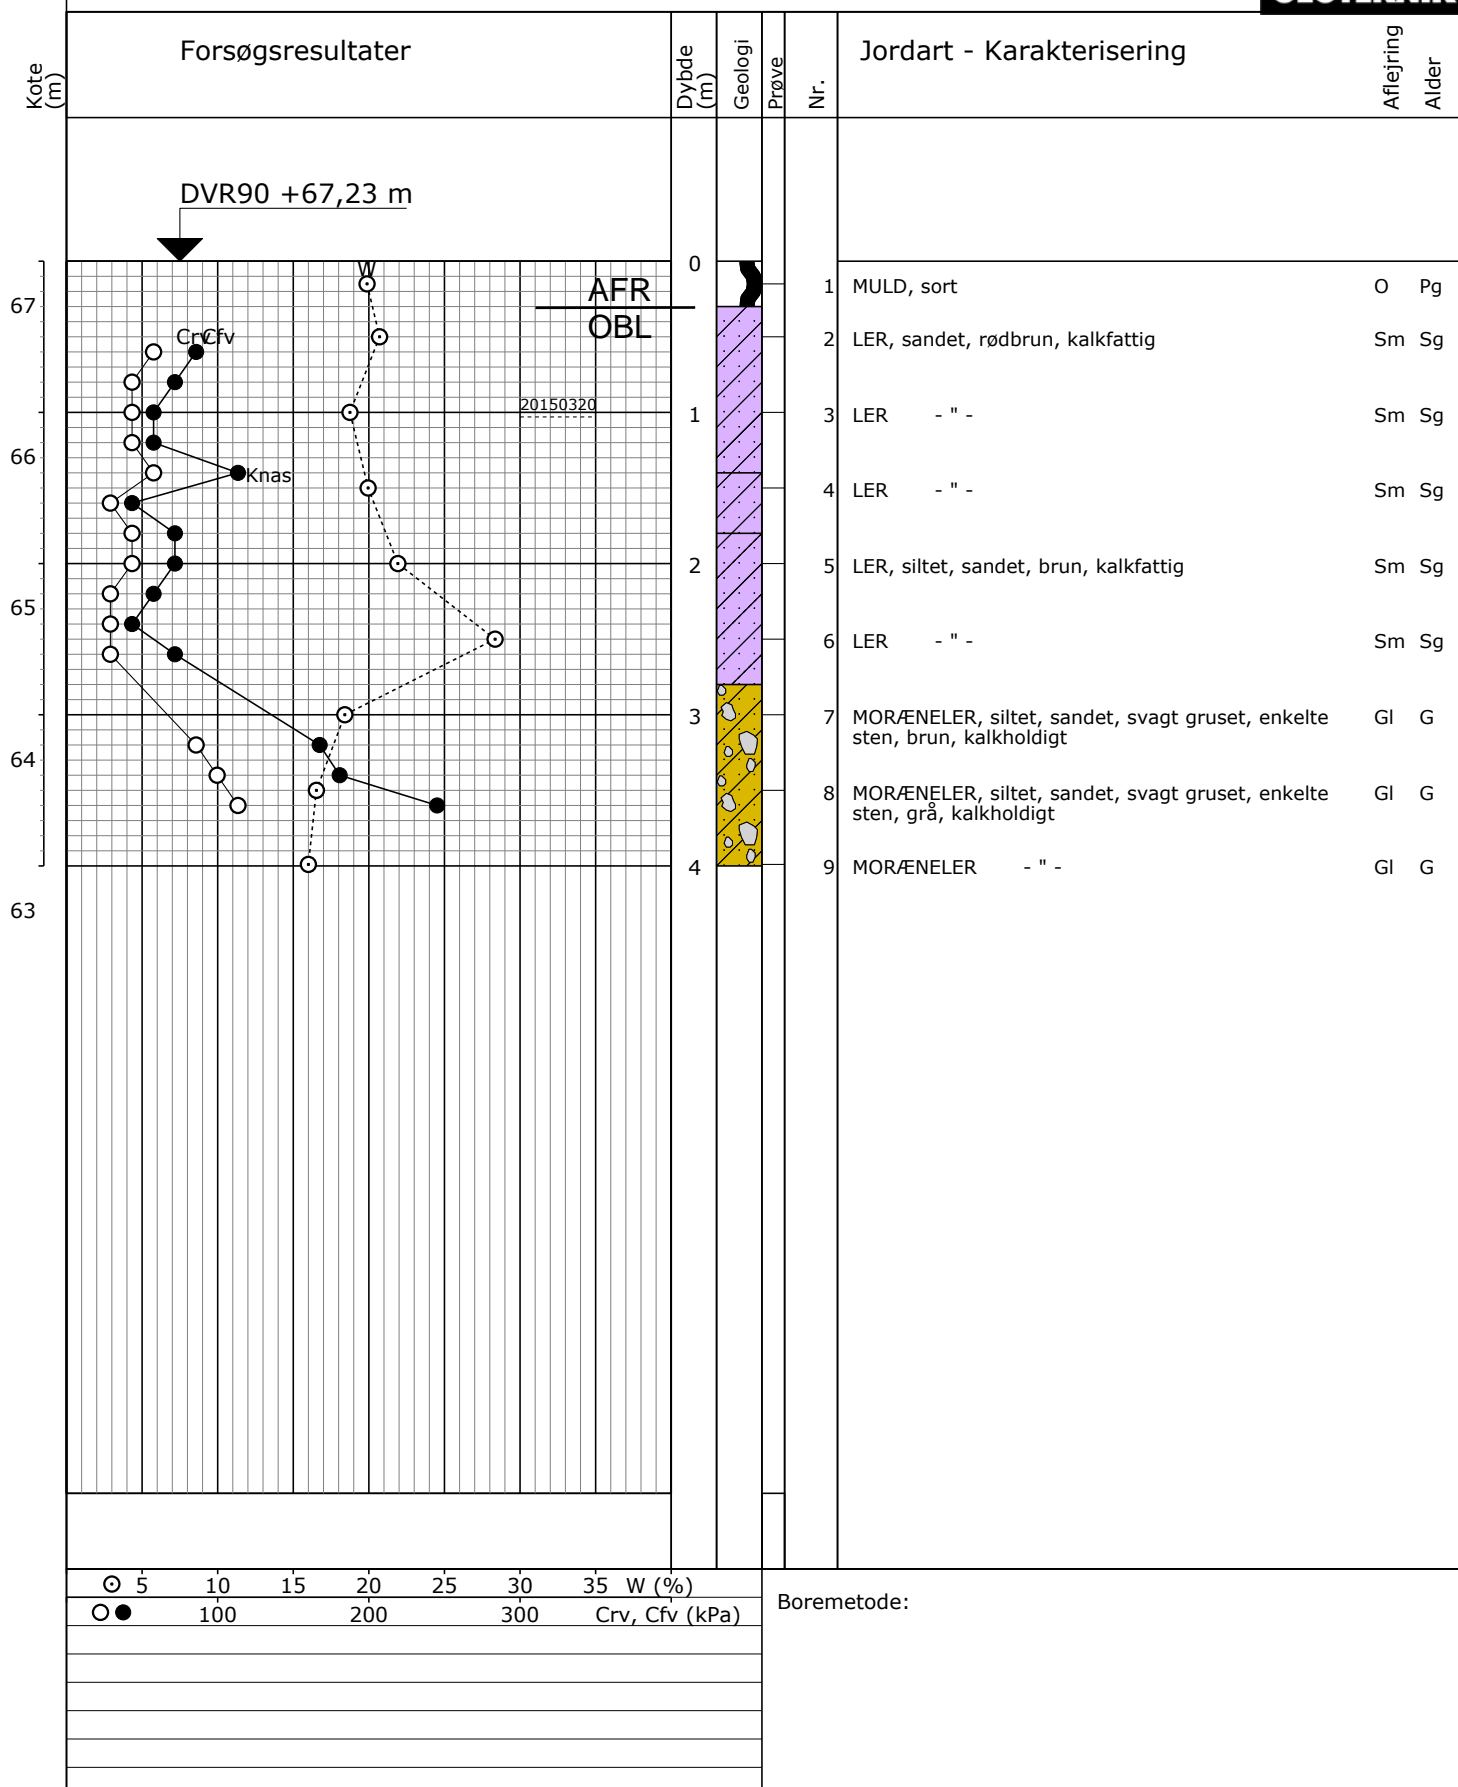 Forsøgsresultater
Kote (m)
Dybde (m)
Geologi
Prøve
Nr.
Jordart - Karakterisering
Aflejring
Alder
DVR90 +67,23 m
W
0
AFR
1 MULD, sort O Pg
67
OBL
Crv Cfv
2 LER, sandet, rødbrun, kalkfattig Sm Sg
20150320
1
3 LER - " - Sm Sg
66
Knas
4 LER - " - Sm Sg
2
5 LER, siltet, sandet, brun, kalkfattig Sm Sg
65
6 LER - " - Sm Sg
3
7 MORÆNELER, siltet, sandet, svagt gruset, enkelte Gl G
sten, brun, kalkholdigt
64
8 MORÆNELER, siltet, sandet, svagt gruset, enkelte Gl G
sten, grå, kalkholdigt
4
9 MORÆNELER - " - Gl G
63
5 10 15 20 25 30 35 W (%)
100 200 300 Crv, Cfv (kPa)
Boremetode: